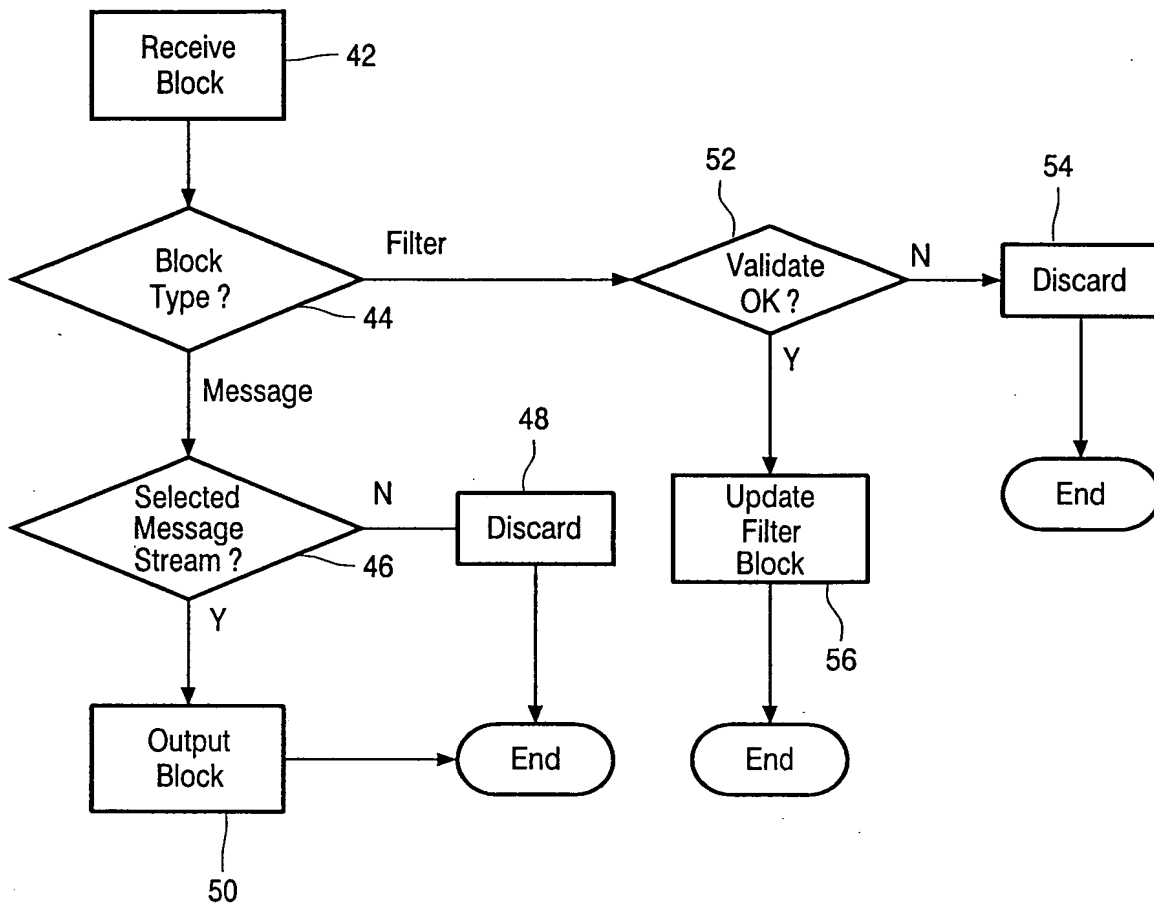 Receive
Block
42
52
54
Block
Type ?
44
Filter
Validate
OK ?
N
Discard
Y
End
Message
Selected
Message
Stream ?
46
N
48
Discard
Update
Filter
Block
56
Y
Output
Block
50
End
End